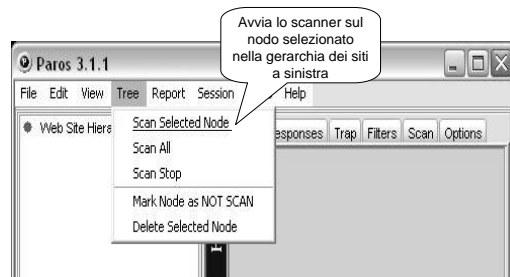 Avvia lo scanner sul
nodo selezionato
nella gerarchia dei siti
a sinistra
Paros 3.1.1
File Edit View Tree Report Session Help
Web Site Hiera
Scan Selected Node
esponses Trap Filters Scan Options
Scan All
Scan Stop
Mark Node as NOT SCAN
Delete Selected Node